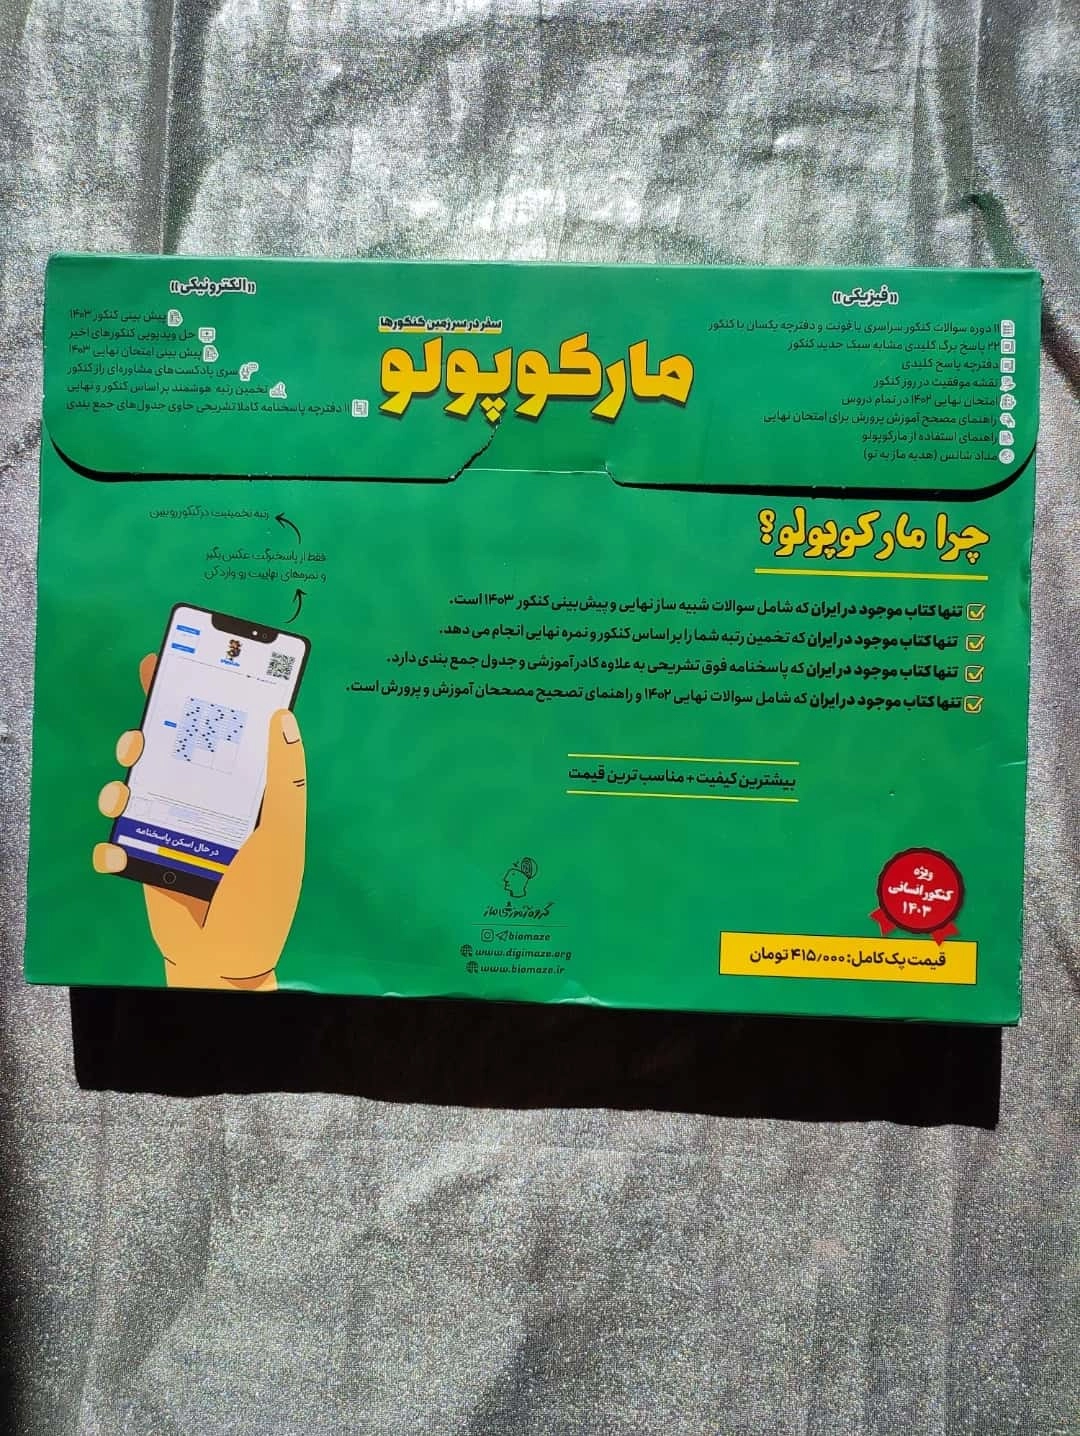 «فیزیکی»
۱۱ دوره سوالات کنکور سراسری با فونت و دفترچه یکسان با کنکور
۲۲ پاسخ برگ کلیدی مشابه سبک جدید کنکور
دفترچه پاسخ کلیدی
نقشه موفقیت در روز کنکور
امتحان نهایی ۱۴۰۲ در تمام دروس
راهنمای مصحح آموزش پرورش برای امتحان نهایی
راهنمای استفاده از مارکوپولو
مداد شانس (هدیه ماز به تو)
سفر در سرزمین کنکورها
مارکوپولو
«الکترونیکی»
پیش بینی کنکور ۱۴۰۳
حل ویدیویی کنکورهای اخیر
پیش بینی امتحان نهایی ۱۴۰۳
سری پادکست‌های مشاوره‌ای راز کنکور
تخمین رتبه هوشمند بر اساس کنکور و نهایی
۱۱ دفترچه پاسخنامه کاملا تشریحی حاوی جدول‌های جمع بندی
چرا مارکوپولو؟
تنها کتاب موجود در ایران که شامل سوالات شبیه ساز نهایی و پیش‌بینی کنکور ۱۴۰۳ است.
تنها کتاب موجود در ایران که تخمین رتبه شما را بر اساس کنکور و نمره نهایی انجام می دهد.
تنها کتاب موجود در ایران که پاسخنامه فوق تشریحی به علاوه کادر آموزشی و جدول جمع بندی دارد.
تنها کتاب موجود در ایران که شامل سوالات نهایی ۱۴۰۲ و راهنمای تصحیح مصححان آموزش و پرورش است.
رتبه تخمینیت در کنکور رو ببین
فقط از پاسخبرگت عکس بگیر
و نمره‌های نهاییت رو وارد کن
در حال اسکن پاسخنامه
بیشترین کیفیت + مناسب ترین قیمت
گروه آموزشی ماز
biomaze
www.digimaze.org
www.biomaze.ir
ویژه
کنکور انسانی
۱۴۰۳
قیمت پک کامل: ۴۱۵/۰۰۰ تومان